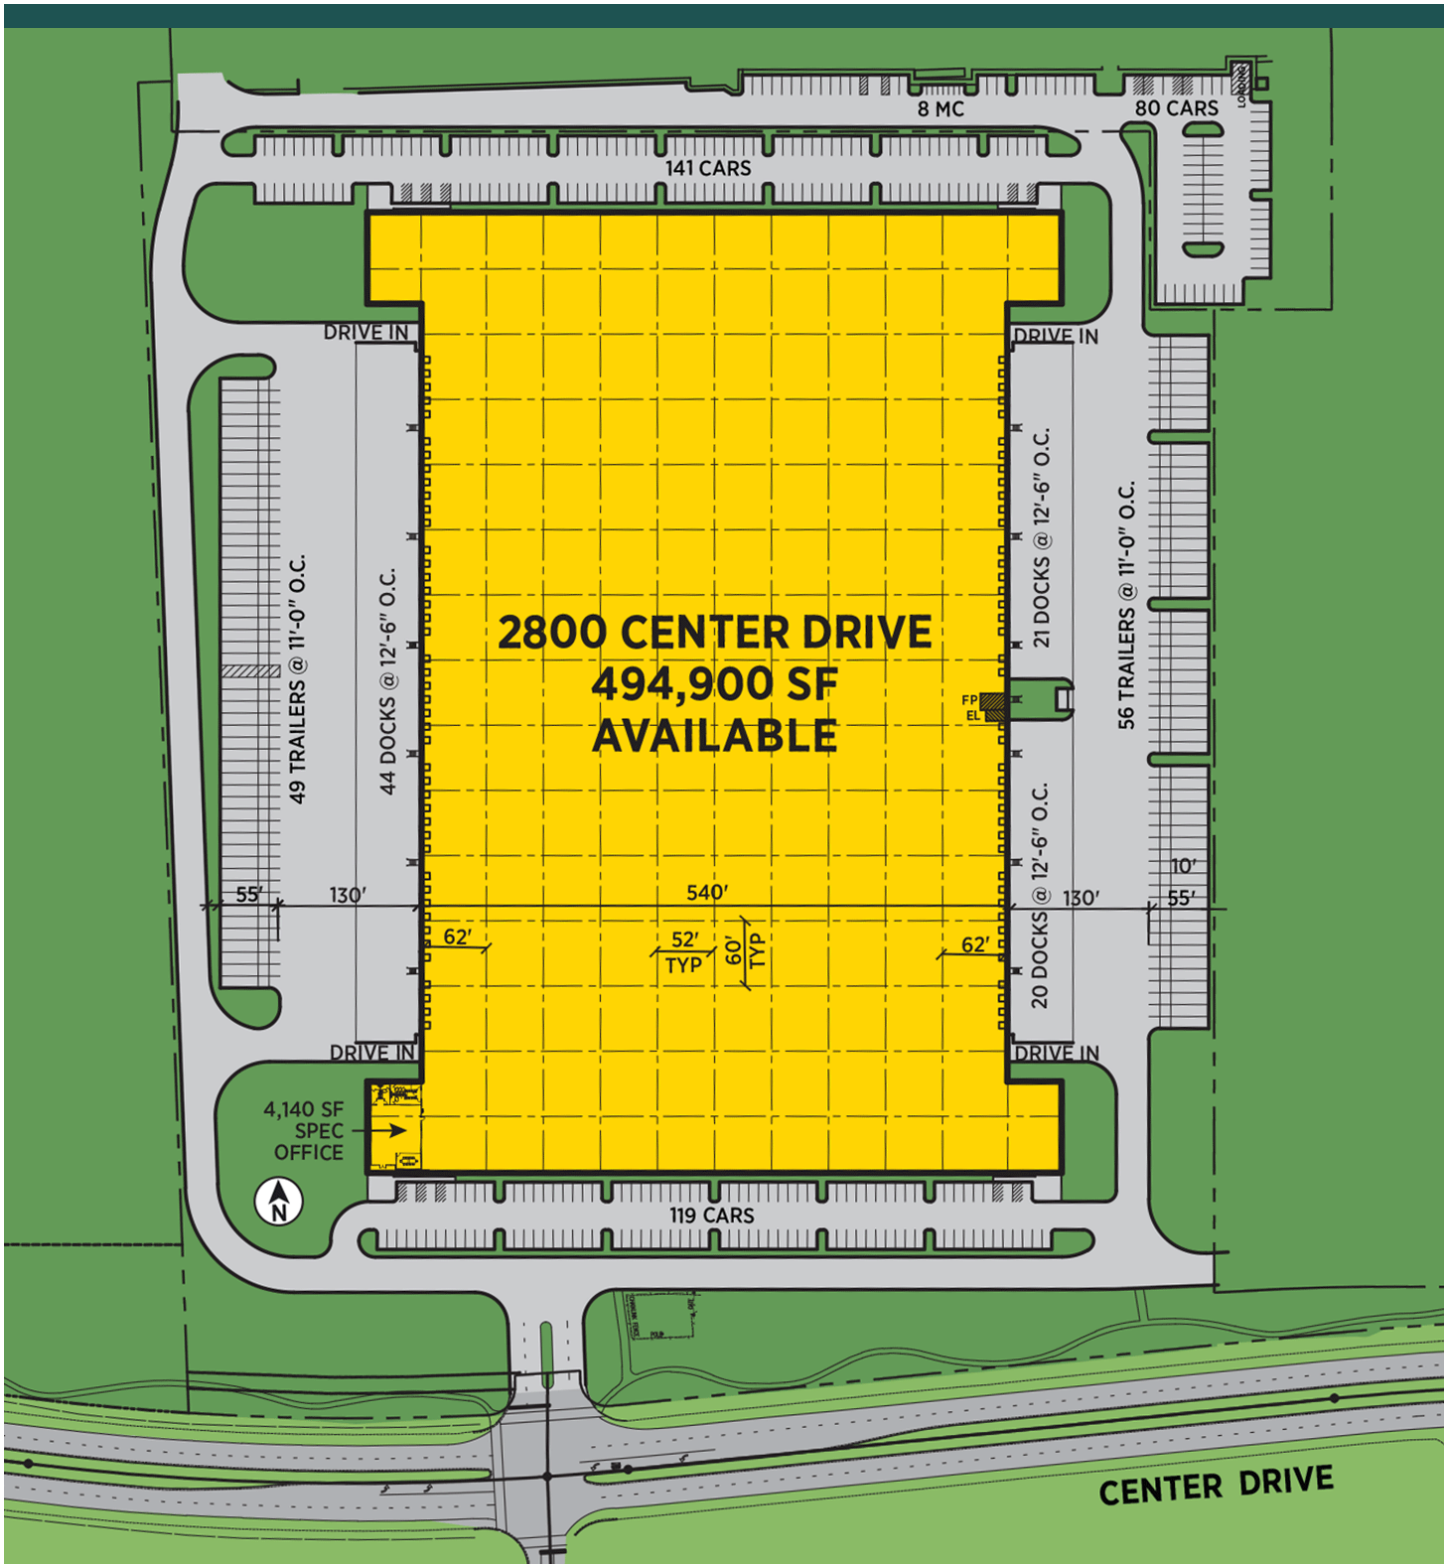 8 MC
80 CARS
LOADING
141 CARS
DRIVE IN
DRIVE IN
49 TRAILERS @ 11'-0" O.C.
44 DOCKS @ 12'-6" O.C.
21 DOCKS @ 12'-6" O.C.
56 TRAILERS @ 11'-0" O.C.
2800 CENTER DRIVE
494,900 SF
AVAILABLE
FP
EL
20 DOCKS @ 12'-6" O.C.
10'
55'
130'
540'
130'
55'
62'
52'
TYP
60'
TYP
62'
DRIVE IN
DRIVE IN
4,140 SF
SPEC
OFFICE
N
119 CARS
CENTER DRIVE